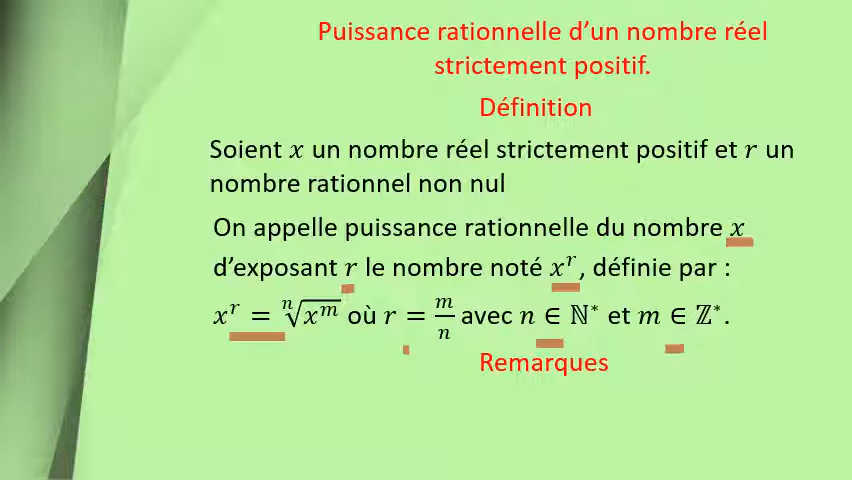 Puissance rationnelle d’un nombre réel
strictement positif.
Définition
Soient 𝑥 un nombre réel strictement positif et 𝑟 un
nombre rationnel non nul
On appelle puissance rationnelle du nombre 𝑥
d’exposant 𝑟 le nombre noté 𝑥^𝑟, définie par :
𝑥^𝑟 = ⁿ√(𝑥^𝑚) où 𝑟 = 𝑚/𝑛 avec 𝑛 ∈ ℕ* et 𝑚 ∈ ℤ*.
Remarques